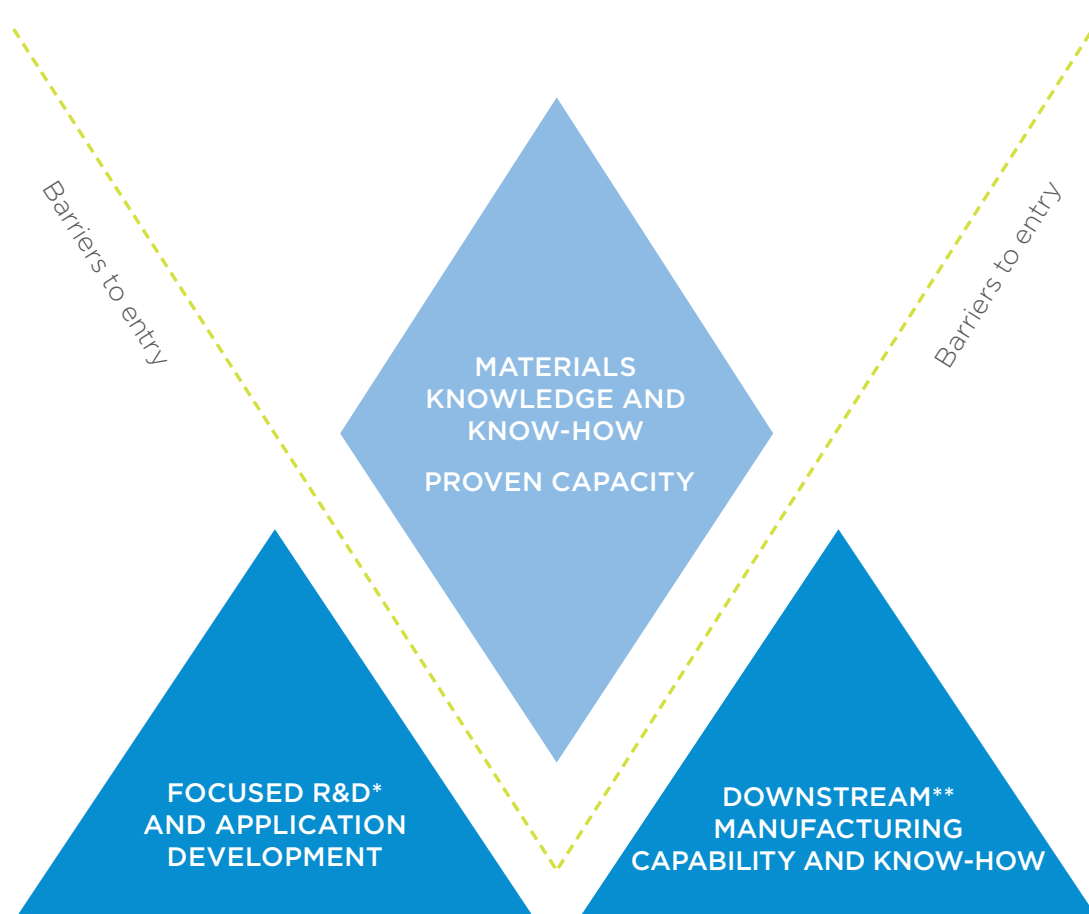 Barriers to entry
Barriers to entry
MATERIALS
KNOWLEDGE AND
KNOW-HOW
PROVEN CAPACITY
FOCUSED R&D*
AND APPLICATION
DEVELOPMENT
DOWNSTREAM**
MANUFACTURING
CAPABILITY AND KNOW-HOW